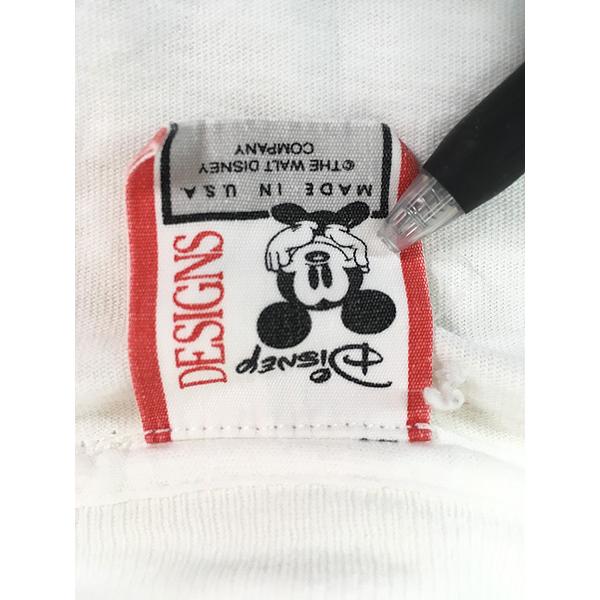 Disney
DESIGNS
MADE IN U.S.A.
©THE WALT DISNEY
COMPANY